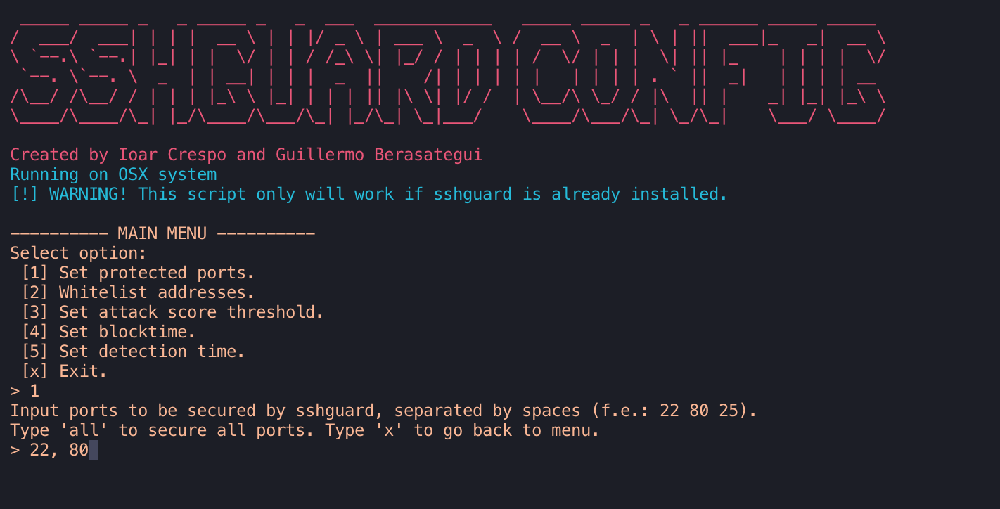 SSHGUARD CONFIG
Created by Ioar Crespo and Guillermo Berasategui
Running on OSX system
[!] WARNING! This script only will work if sshguard is already installed.
---------- MAIN MENU ----------
Select option:
[1] Set protected ports.
[2] Whitelist addresses.
[3] Set attack score threshold.
[4] Set blocktime.
[5] Set detection time.
[x] Exit.
> 1
Input ports to be secured by sshguard, separated by spaces (f.e.: 22 80 25).
Type 'all' to secure all ports. Type 'x' to go back to menu.
> 22, 80